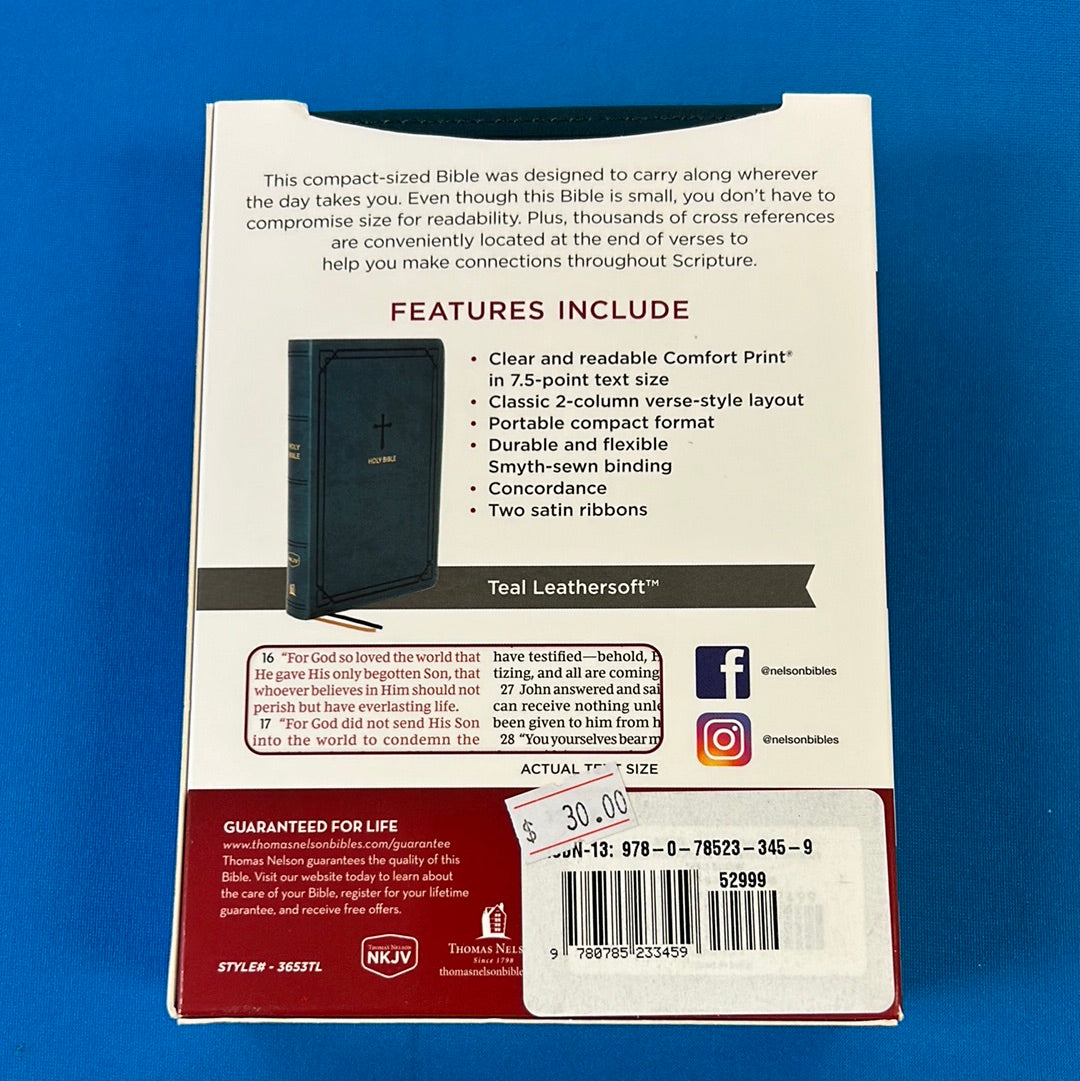 This compact-sized Bible was designed to carry along wherever
the day takes you. Even though this Bible is small, you don't have to
compromise size for readability. Plus, thousands of cross references
are conveniently located at the end of verses to
help you make connections throughout Scripture.
FEATURES INCLUDE
• Clear and readable Comfort Print®
in 7.5-point text size
• Classic 2-column verse-style layout
• Portable compact format
• Durable and flexible
Smyth-sewn binding
• Concordance
• Two satin ribbons
HOLY BIBLE
HOLY
BIBLE
NKJV
Teal Leathersoft™
16 “For God so loved the world that
He gave His only begotten Son, that
whoever believes in Him should not
perish but have everlasting life.
17 “For God did not send His Son
into the world to condemn the
have testified—behold, H
tizing, and all are coming
27 John answered and sai
can receive nothing unle
been given to him from h
28 “You yourselves bear m
@nelsonbibles
@nelsonbibles
ACTUAL TEXT SIZE
$ 30.00
GUARANTEED FOR LIFE
www.thomasnelsonbibles.com/guarantee
Thomas Nelson guarantees the quality of this
Bible. Visit our website today to learn about
the care of your Bible, register for your lifetime
guarantee, and receive free offers.
STYLE# - 3653TL
THOMAS NELSON
NKJV
THOMAS NELS
Since 1798
thomasnelsonbible
ISBN-13: 978-0-78523-345-9
52999
9 780785 233459